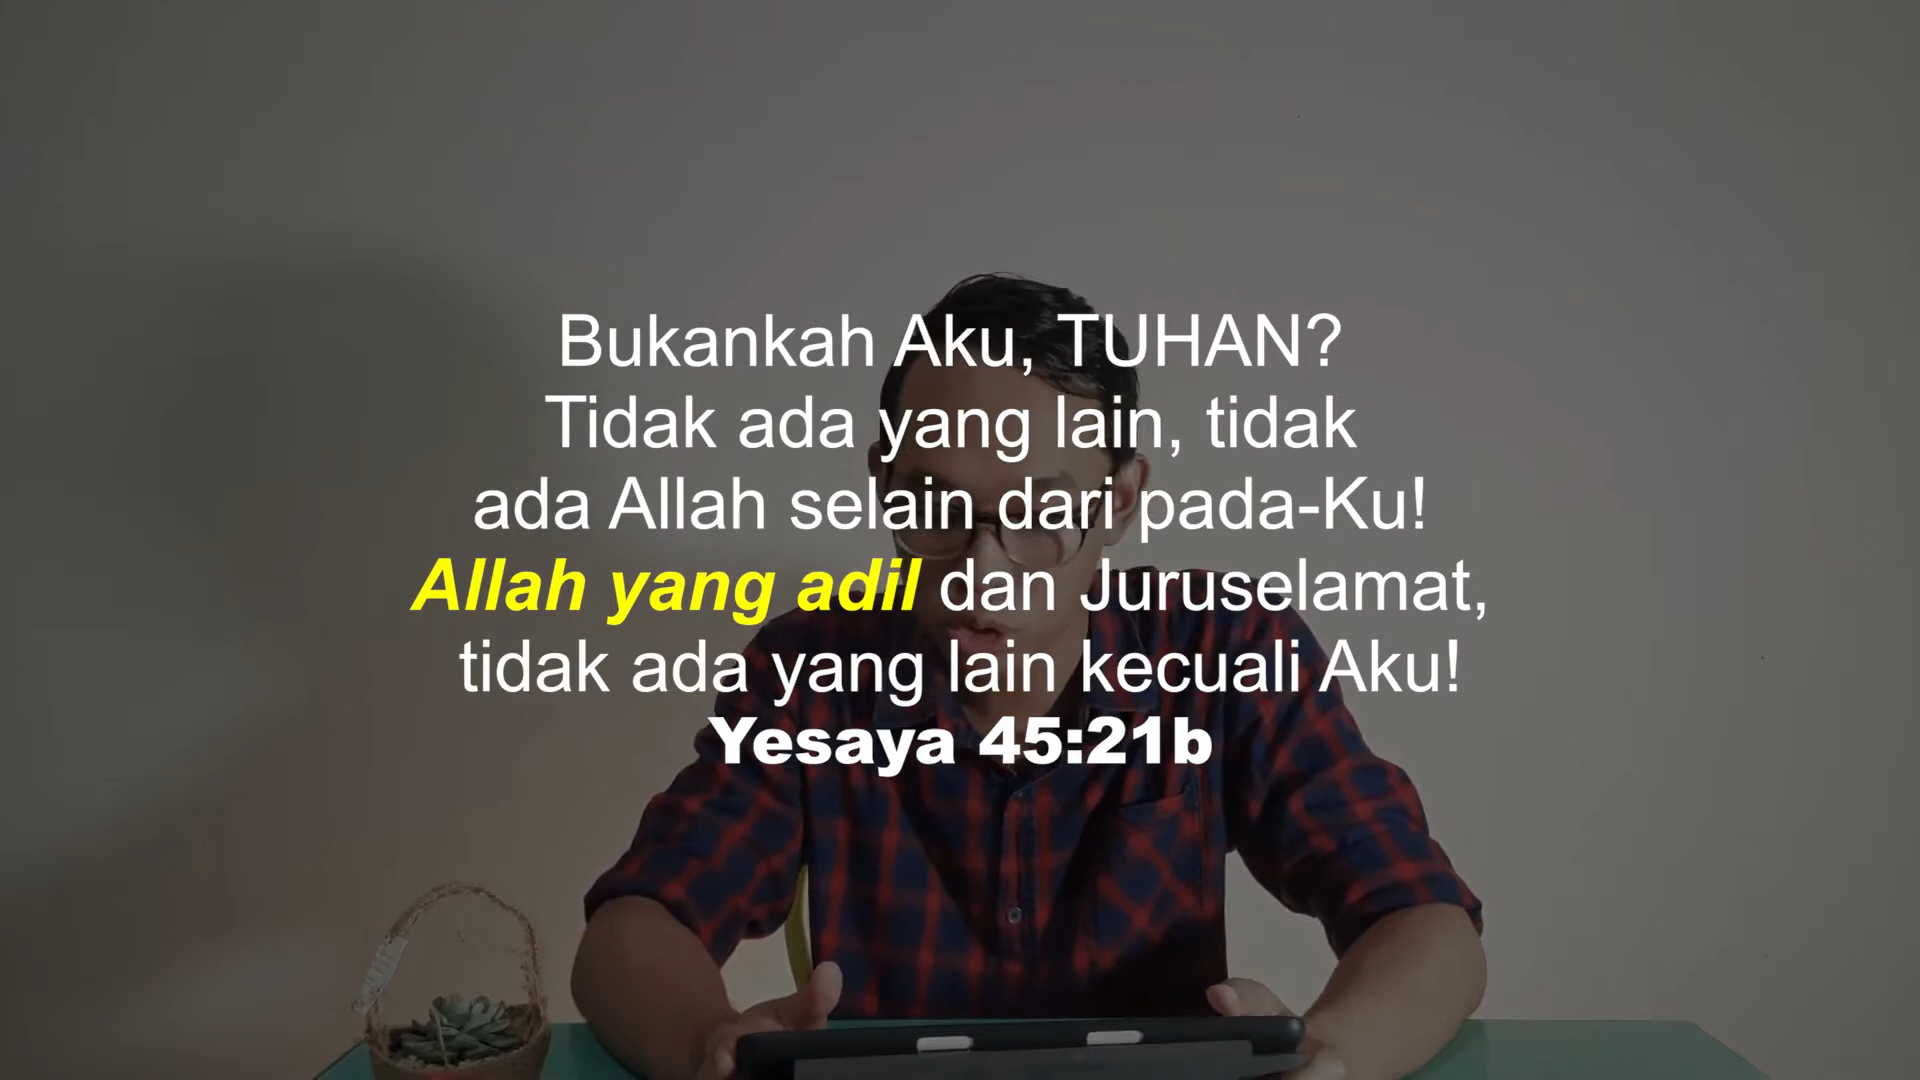 Bukankah Aku, TUHAN?
Tidak ada yang lain, tidak
ada Allah selain dari pada-Ku!
Allah yang adil dan Juruselamat,
tidak ada yang lain kecuali Aku!
Yesaya 45:21b